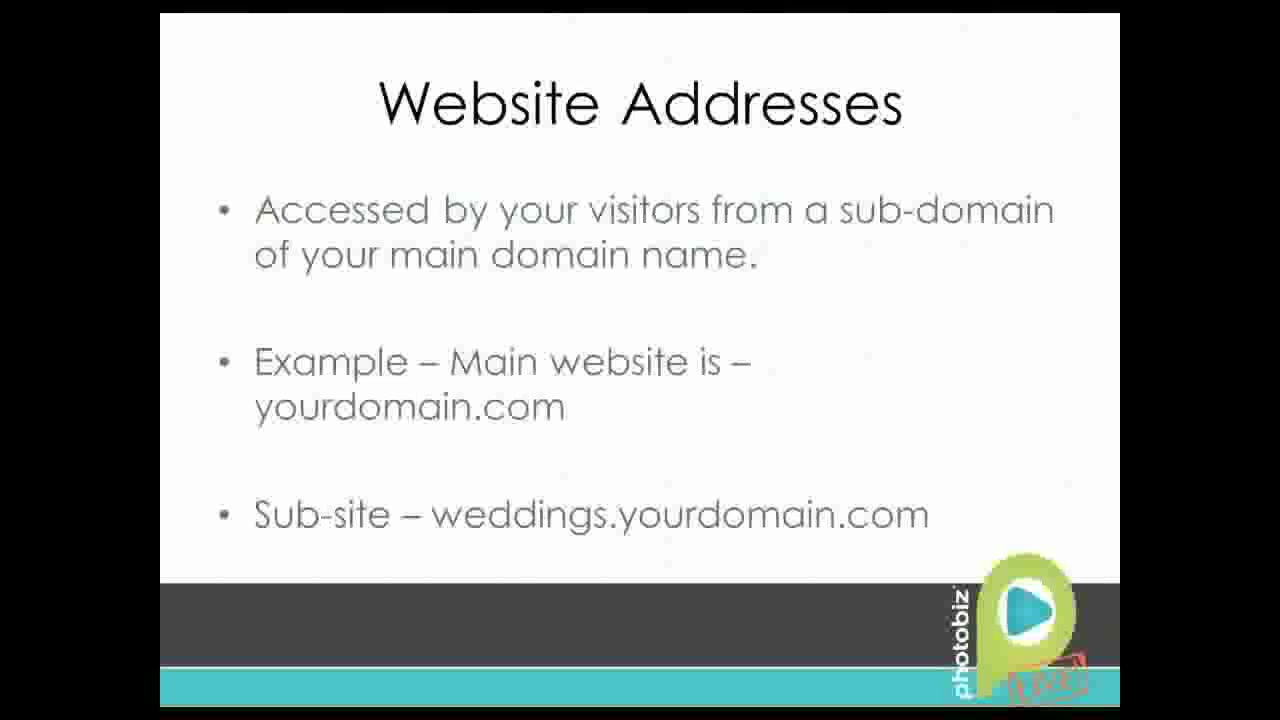 Website Addresses
• Accessed by your visitors from a sub-domain
of your main domain name.
• Example – Main website is –
yourdomain.com
• Sub-site – weddings.yourdomain.com
photobiz
LIVE